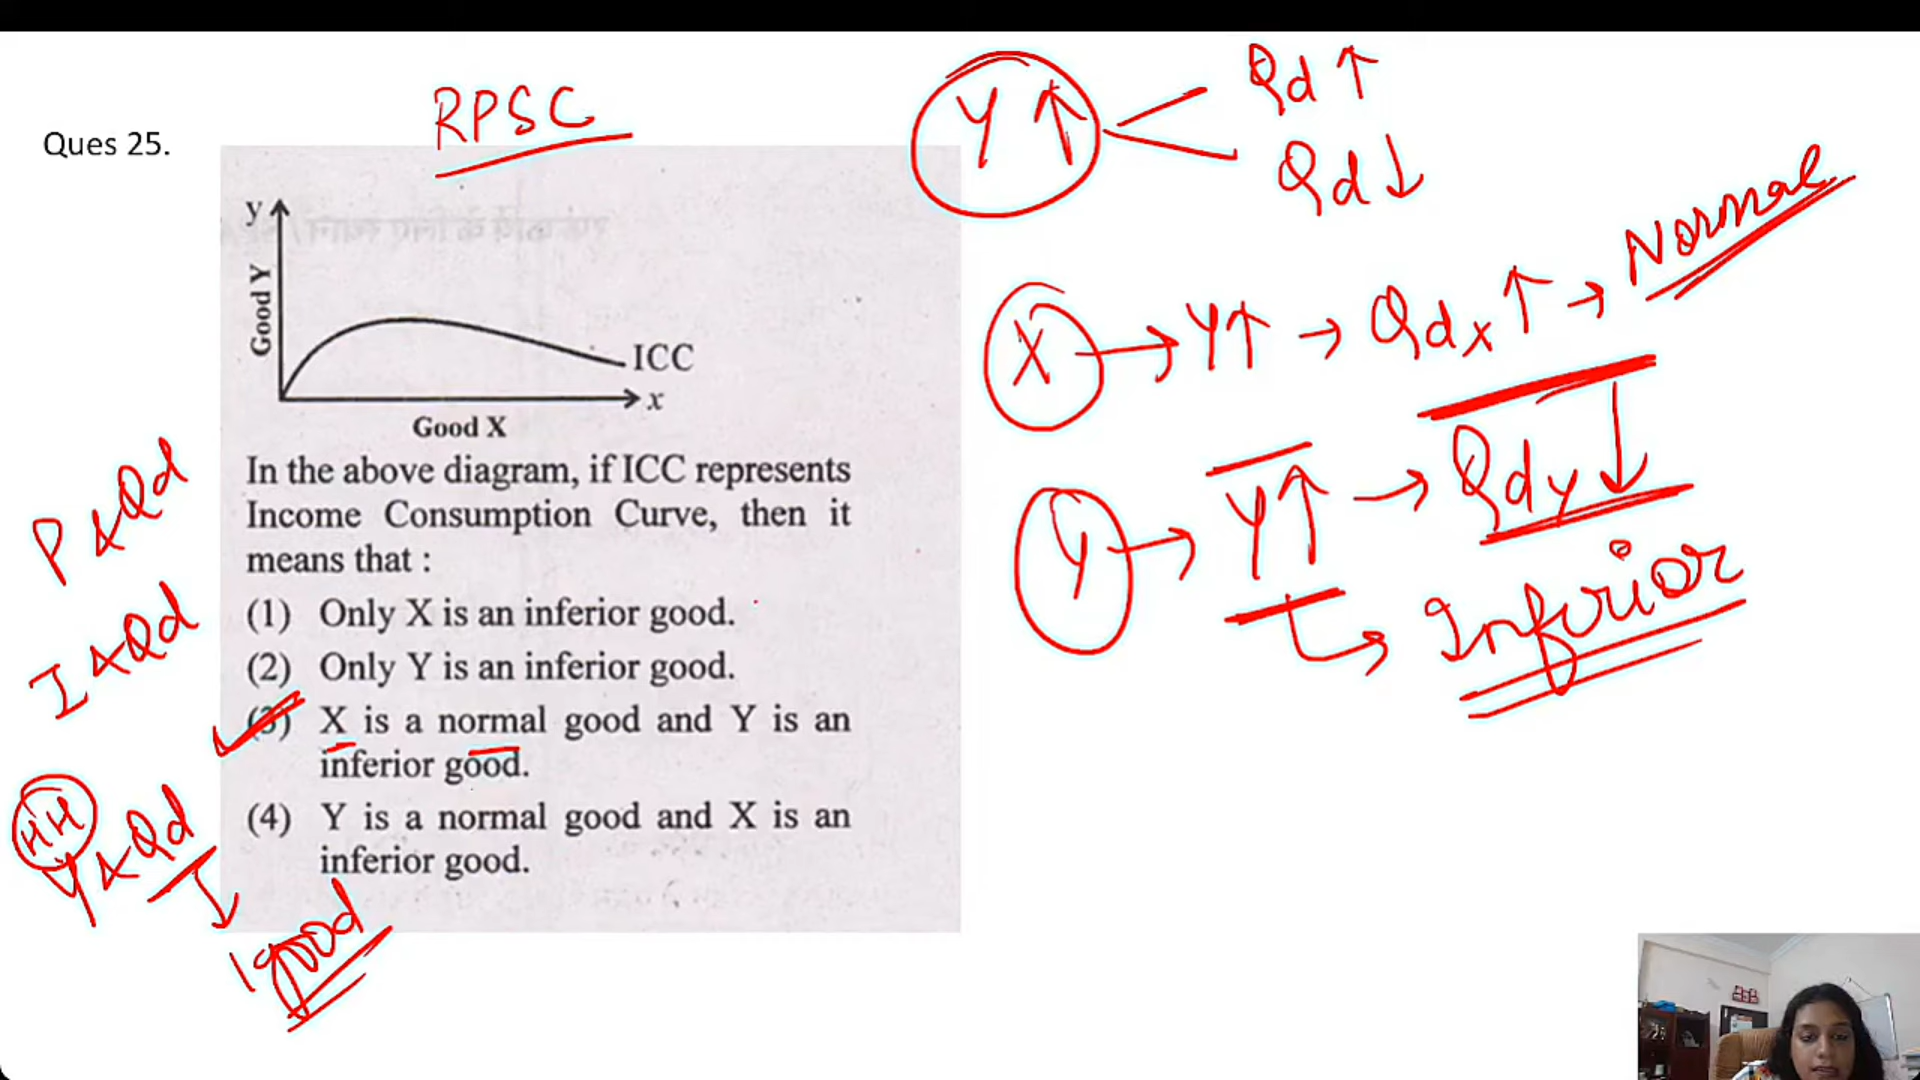 RPSC
Ques 25.
y
Good Y
ICC
x
Good X
In the above diagram, if ICC represents
Income Consumption Curve, then it
means that :
(1) Only X is an inferior good.
(2) Only Y is an inferior good.
(3) X is a normal good and Y is an
inferior good.
(4) Y is a normal good and X is an
inferior good.
P & Qd
I & Qd
HH
Y & Qd
↓
1 good
Y ↑
Qd ↑
Qd ↓
X → Y↑ → Qdx ↑ → Normal
Y → Y↑ → Qdy ↓
Inferior